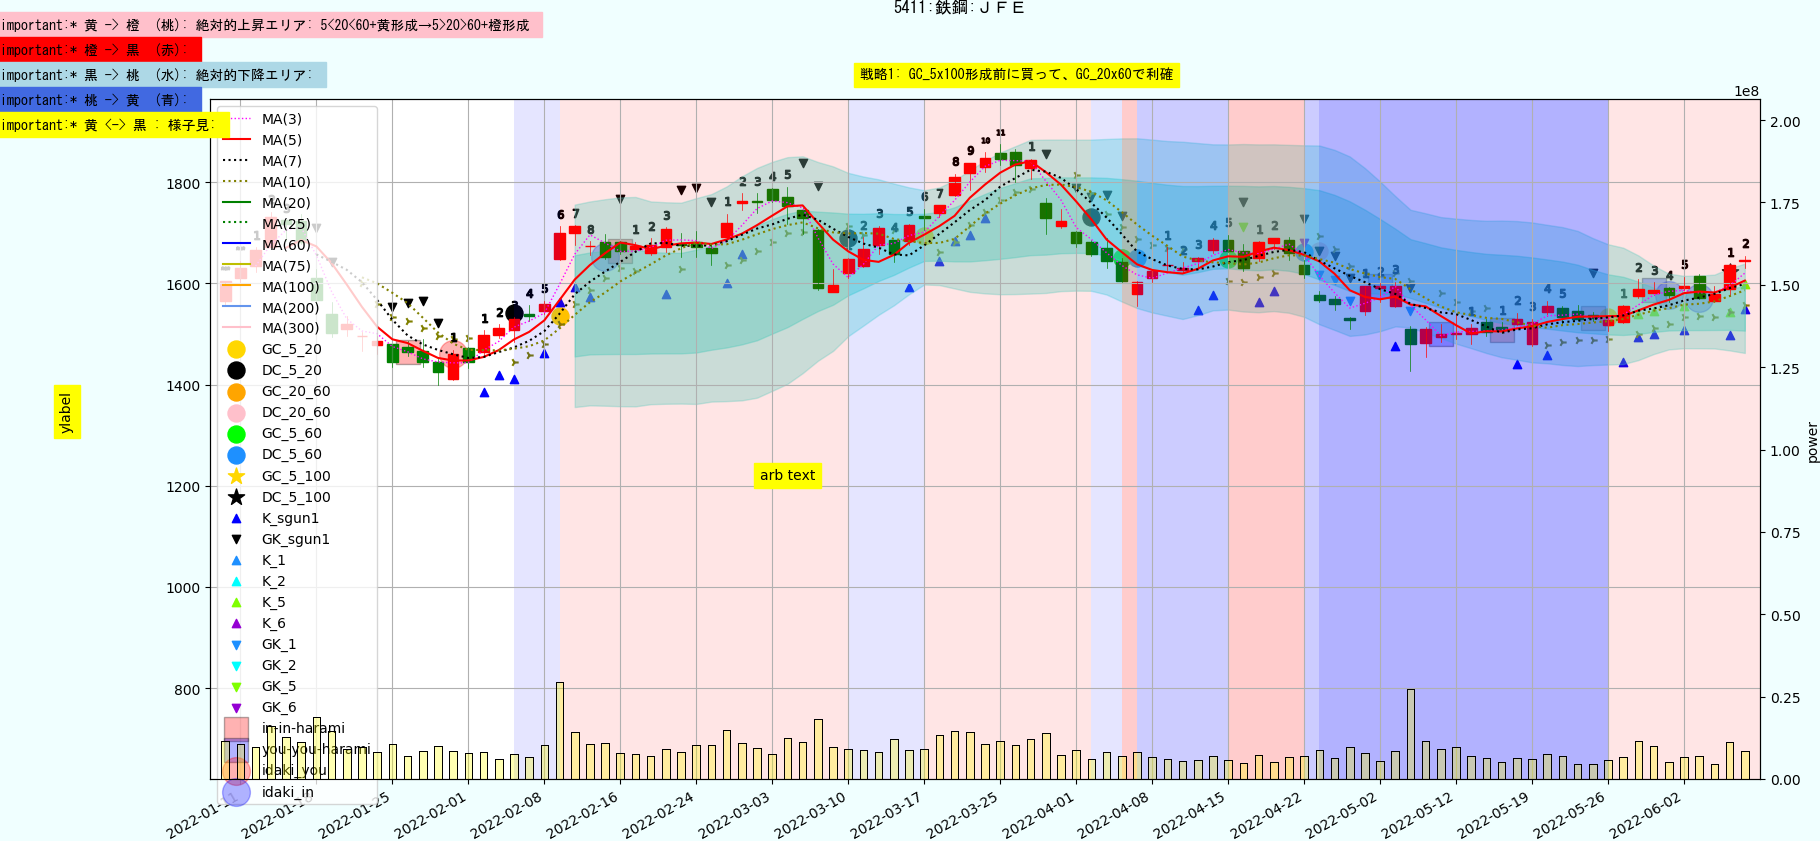 5411:鉄鋼:ＪＦＥ
important:* 黄 -> 橙 （桃）: 絶対的上昇エリア: 5<20<60+黄形成→5>20>60+橙形成
important:* 橙 -> 黒 （赤）:
important:* 黒 -> 桃 （水）: 絶対的下降エリア:
important:* 桃 -> 黄 （青）:
important:* 黄 <-> 黒 : 様子見:
戦略1: GC_5x100形成前に買って、GC_20x60で利確
1e8
MA(3)
MA(5)
MA(7)
MA(10)
MA(20)
MA(25)
MA(60)
MA(75)
MA(100)
MA(200)
MA(300)
GC_5_20
DC_5_20
GC_20_60
DC_20_60
GC_5_60
DC_5_60
GC_5_100
DC_5_100
K_sgun1
GK_sgun1
K_1
K_2
K_5
K_6
GK_1
GK_2
GK_5
GK_6
in-in-harami
you-you-harami
idaki_you
idaki_in
ylabel
1800
1600
1400
1200
1000
800
arb text
2.00
1.75
1.50
1.25
1.00
0.75
0.50
0.25
0.00
power
2022-01-25
2022-02-01
2022-02-08
2022-02-16
2022-02-24
2022-03-03
2022-03-10
2022-03-17
2022-03-25
2022-04-01
2022-04-08
2022-04-15
2022-04-22
2022-05-02
2022-05-12
2022-05-19
2022-05-26
2022-06-02